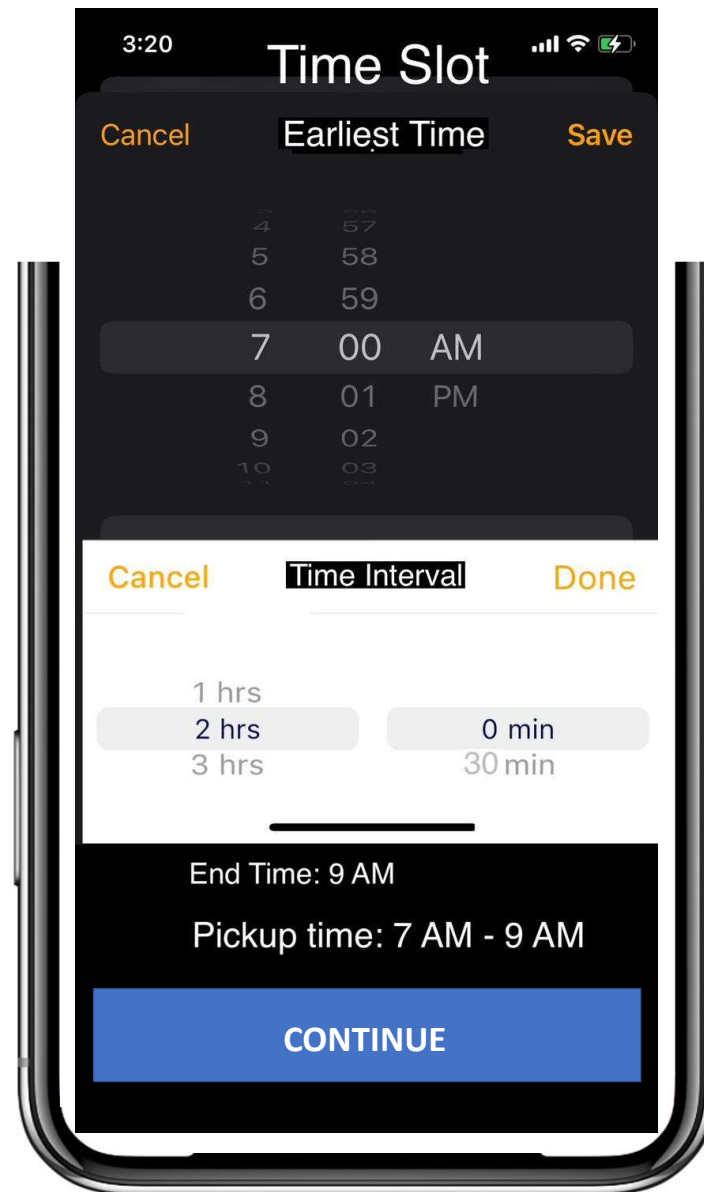 3:20
Time Slot
Cancel Earliest Time Save
4 57
5 58
6 59
7 00 AM
8 01 PM
9 02
10 03
Cancel Time Interval Done
1 hrs
2 hrs 0 min
3 hrs 30 min
End Time: 9 AM
Pickup time: 7 AM - 9 AM
CONTINUE